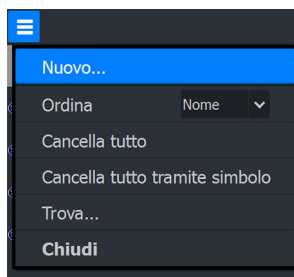 Nuovo...
Ordina Nome
Cancella tutto
Cancella tutto tramite simbolo
Trova...
Chiudi